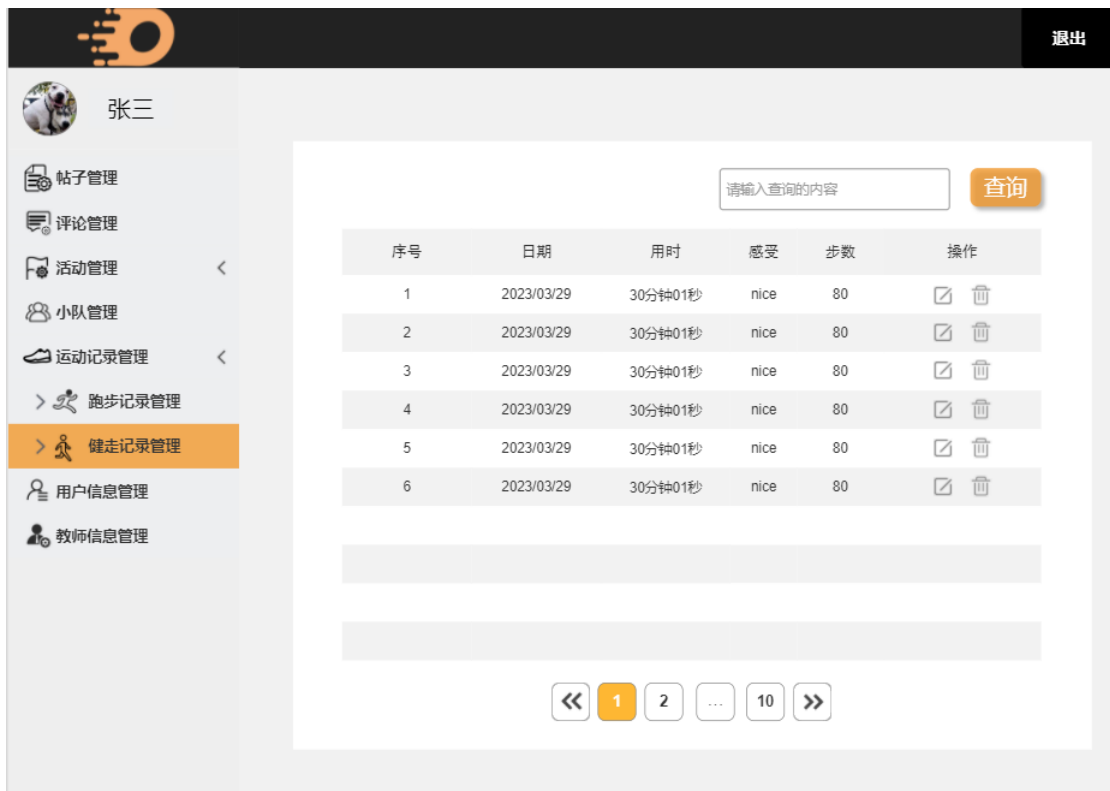 退出
张三
帖子管理
评论管理
活动管理
小队管理
运动记录管理
跑步记录管理
健走记录管理
用户信息管理
教师信息管理
请输入查询的内容 查询
序号 日期 用时 感受 步数 操作
1 2023/03/29 30分钟01秒 nice 80
2 2023/03/29 30分钟01秒 nice 80
3 2023/03/29 30分钟01秒 nice 80
4 2023/03/29 30分钟01秒 nice 80
5 2023/03/29 30分钟01秒 nice 80
6 2023/03/29 30分钟01秒 nice 80
1 2 ... 10